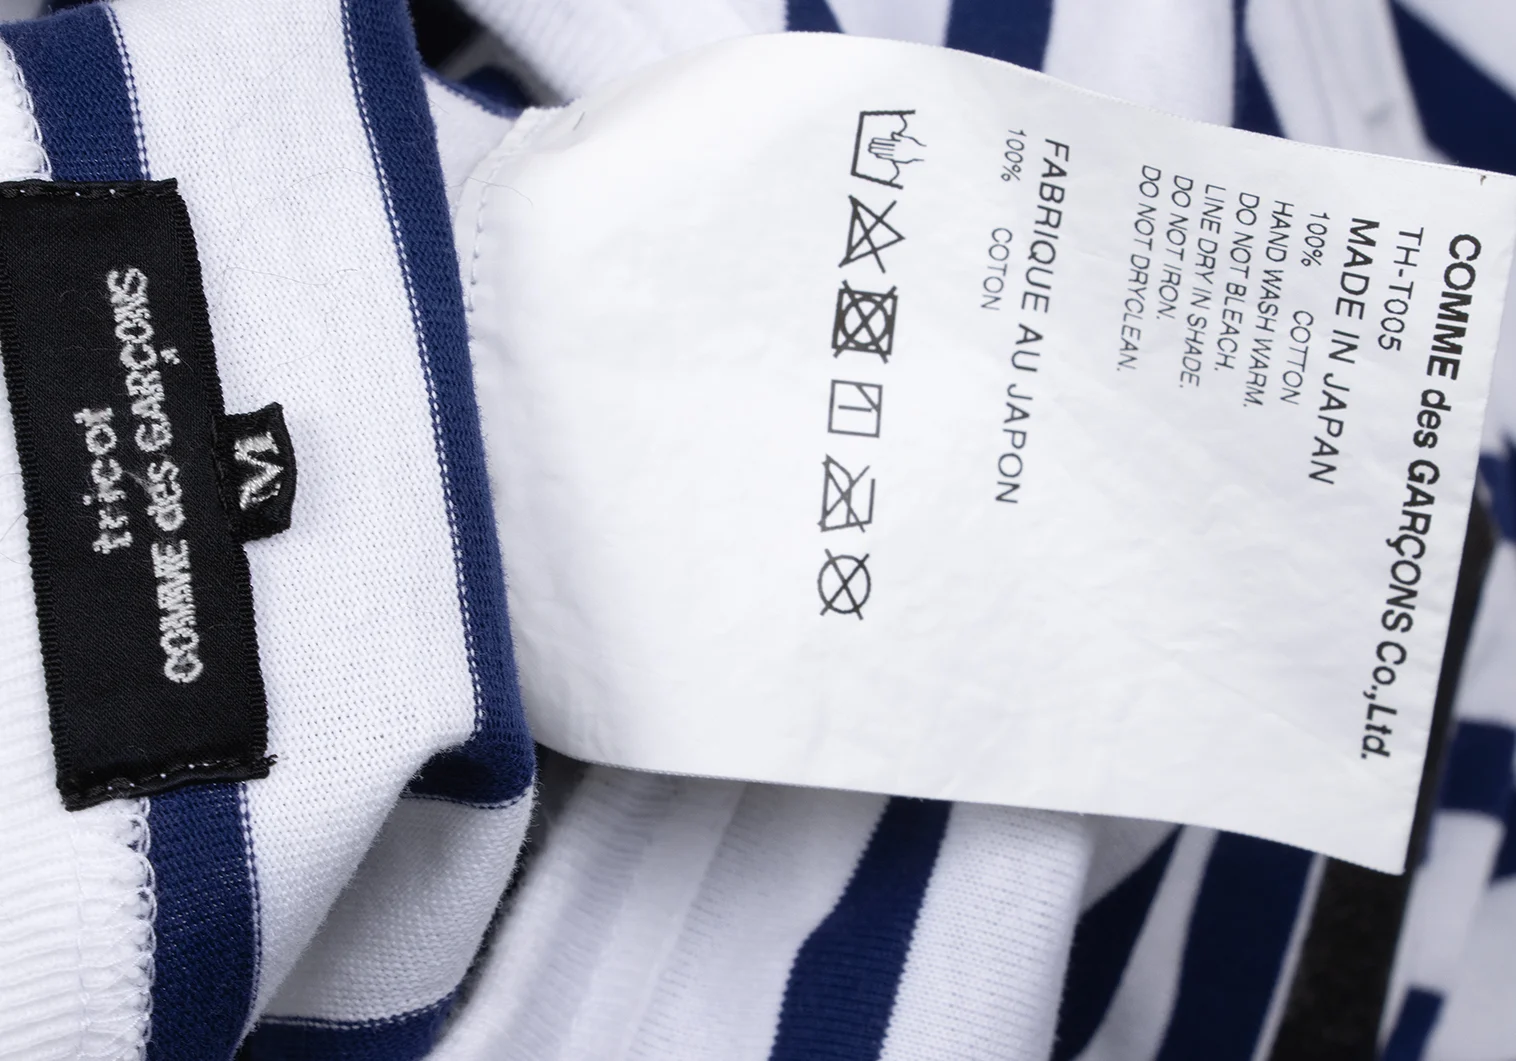 tricot
COMME des GARÇONS
M
COMME des GARÇONS Co.,Ltd.
TH-T005
MADE IN JAPAN
100% COTTON
HAND WASH WARM.
DO NOT BLEACH.
LINE DRY IN SHADE.
DO NOT IRON.
DO NOT DRYCLEAN.
FABRIQUE AU JAPON
100% COTON